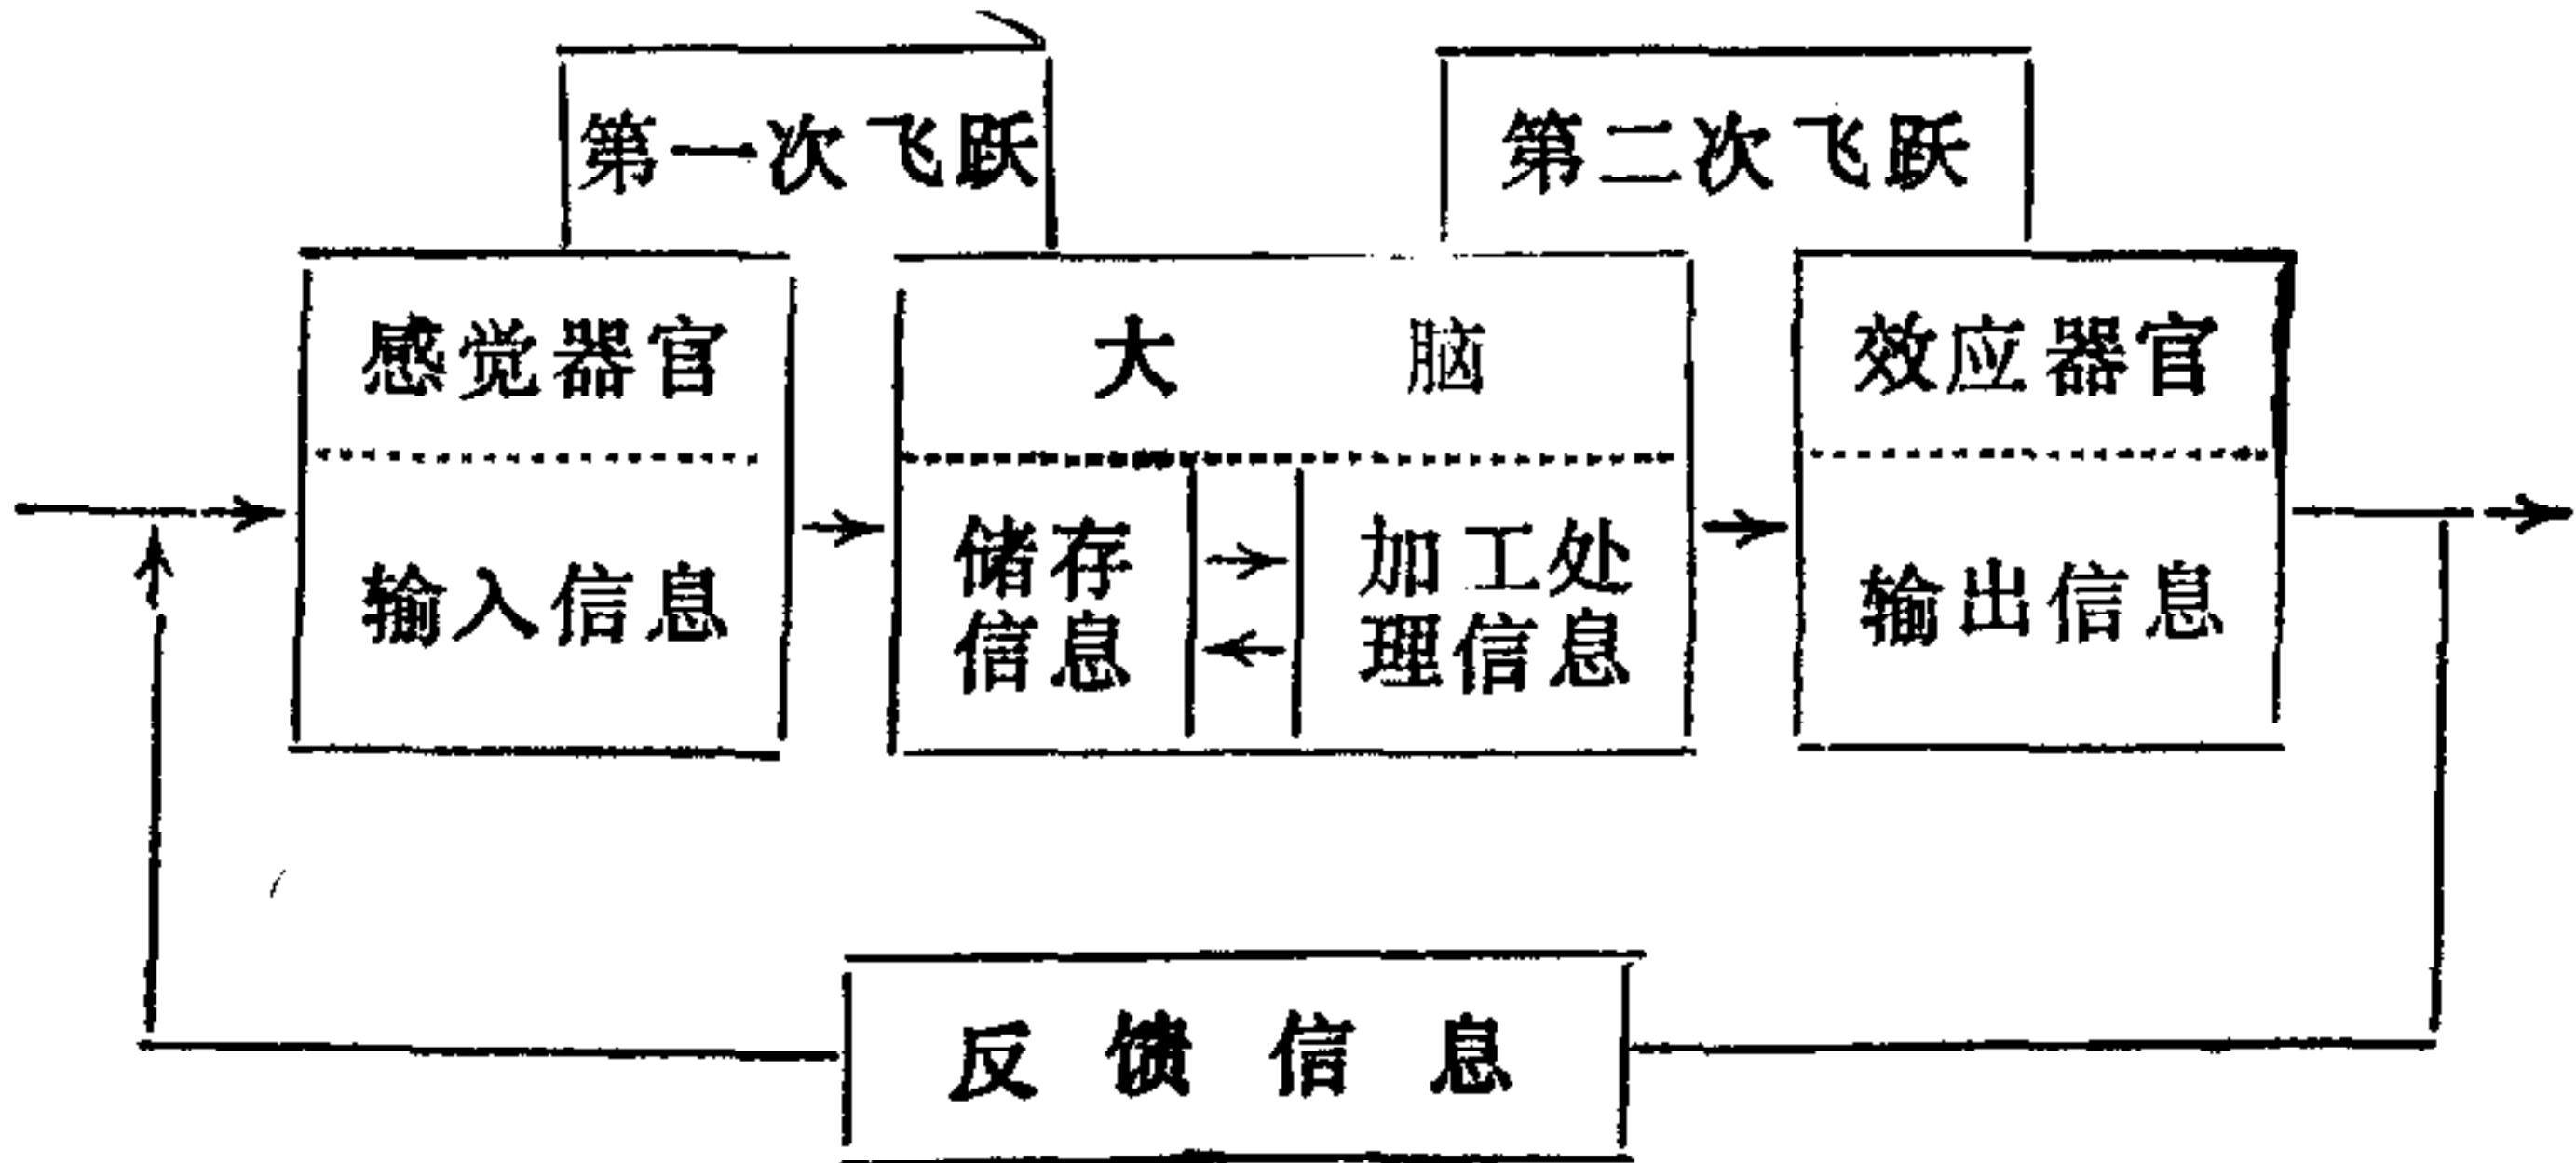 第一次飞跃
第二次飞跃
感觉器官
大脑
效应器官
输入信息
储存
信息
加工处
理信息
输出信息
反馈信息